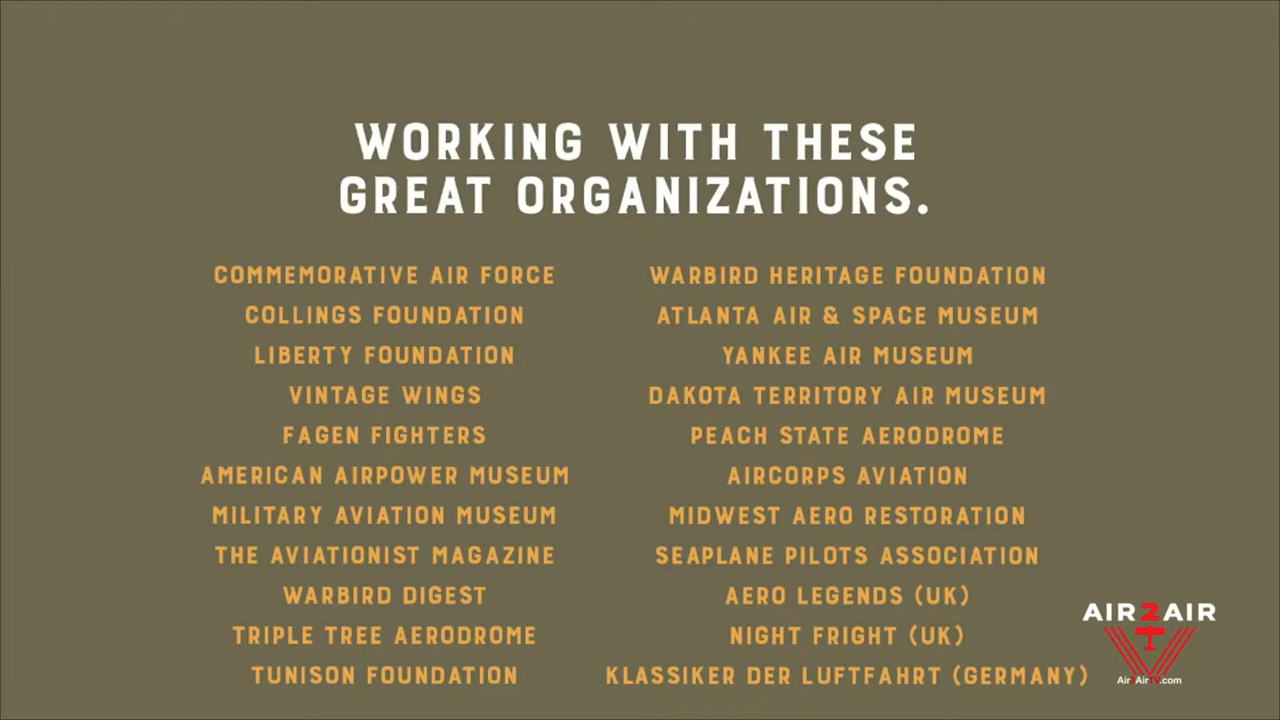 WORKING WITH THESE
GREAT ORGANIZATIONS.
COMMEMORATIVE AIR FORCE
COLLINGS FOUNDATION
LIBERTY FOUNDATION
VINTAGE WINGS
FAGEN FIGHTERS
AMERICAN AIRPOWER MUSEUM
MILITARY AVIATION MUSEUM
THE AVIATIONIST MAGAZINE
WARBIRD DIGEST
TRIPLE TREE AERODROME
TUNISON FOUNDATION
WARBIRD HERITAGE FOUNDATION
ATLANTA AIR & SPACE MUSEUM
YANKEE AIR MUSEUM
DAKOTA TERRITORY AIR MUSEUM
PEACH STATE AERODROME
AIRCORPS AVIATION
MIDWEST AERO RESTORATION
SEAPLANE PILOTS ASSOCIATION
AERO LEGENDS (UK)
NIGHT FRIGHT (UK)
KLASSIKER DER LUFTFAHRT (GERMANY)
AIR2AIR
Air2AirTV.com